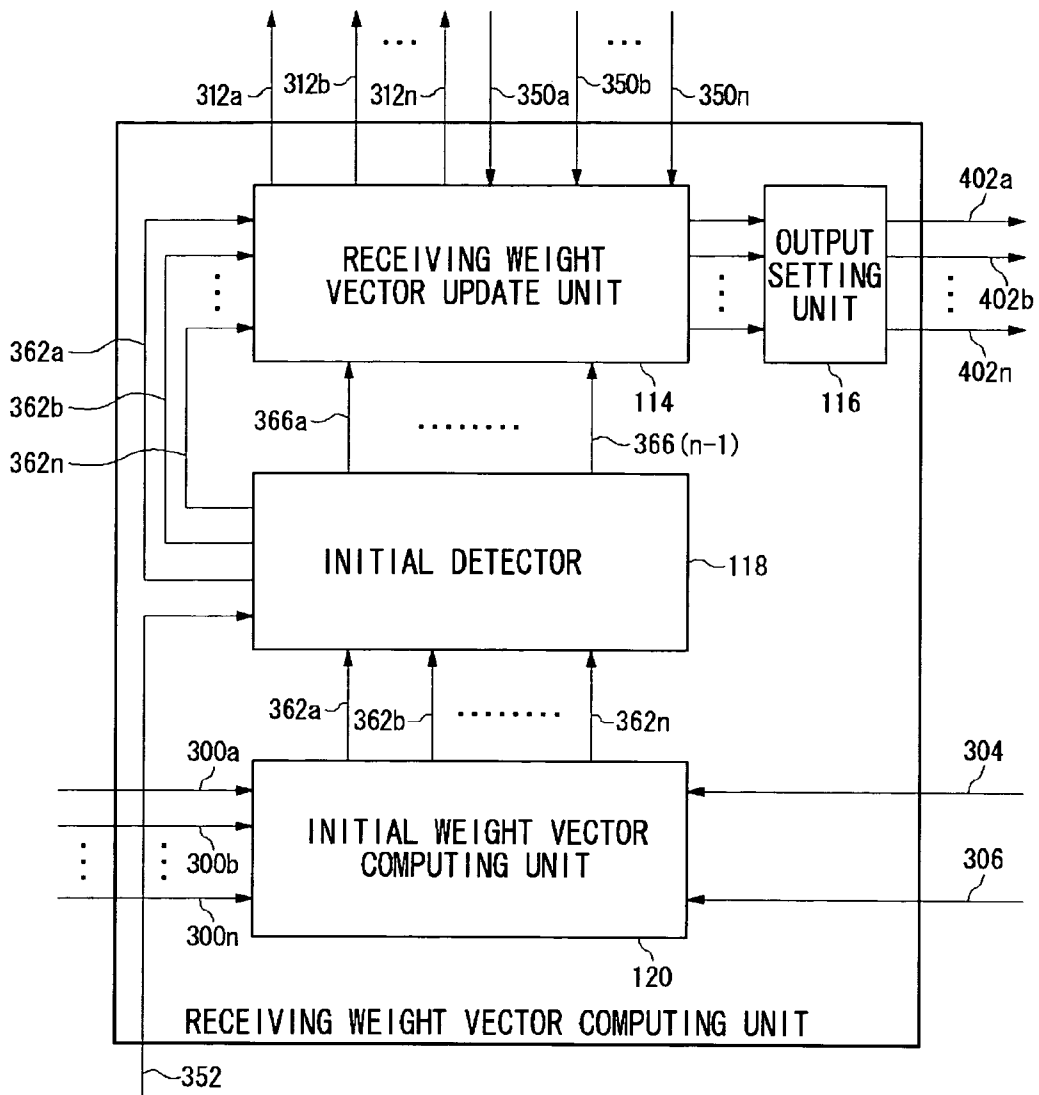 312a
312b
...
312n
350a
350b
...
350n
402a
402b
402n
RECEIVING WEIGHT
VECTOR UPDATE UNIT
OUTPUT
SETTING
UNIT
362a
362b
362n
366a
........
366(n-1)
114
116
INITIAL DETECTOR
118
362a
362b
........
362n
300a
300b
300n
304
306
INITIAL WEIGHT VECTOR
COMPUTING UNIT
120
RECEIVING WEIGHT VECTOR COMPUTING UNIT
352